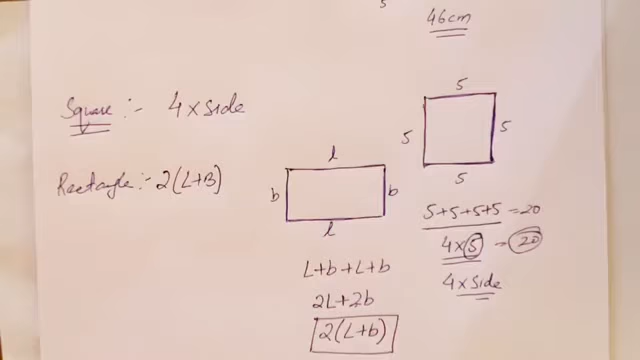 5
46cm
Square :- 4 x side
Rectangle :- 2(L+B)
l
b
b
l
L+b+L+b
2L+2b
2(L+b)
5
5
5
5
5+5+5+5 = 20
4x5 = 20
4 x side